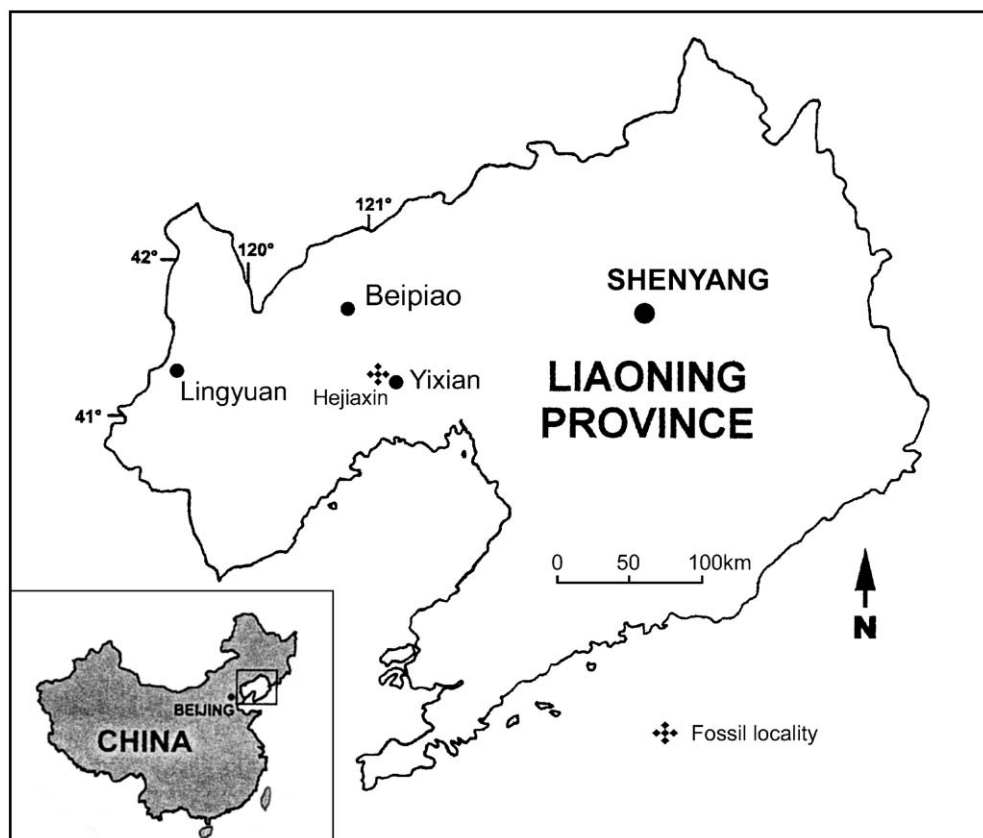 121°
42°
120°
SHENYANG
Beipiao
Lingyuan
Hejiaxin
Yixian
LIAONING
PROVINCE
41°
0 50 100km
N
BEIJING
CHINA
Fossil locality